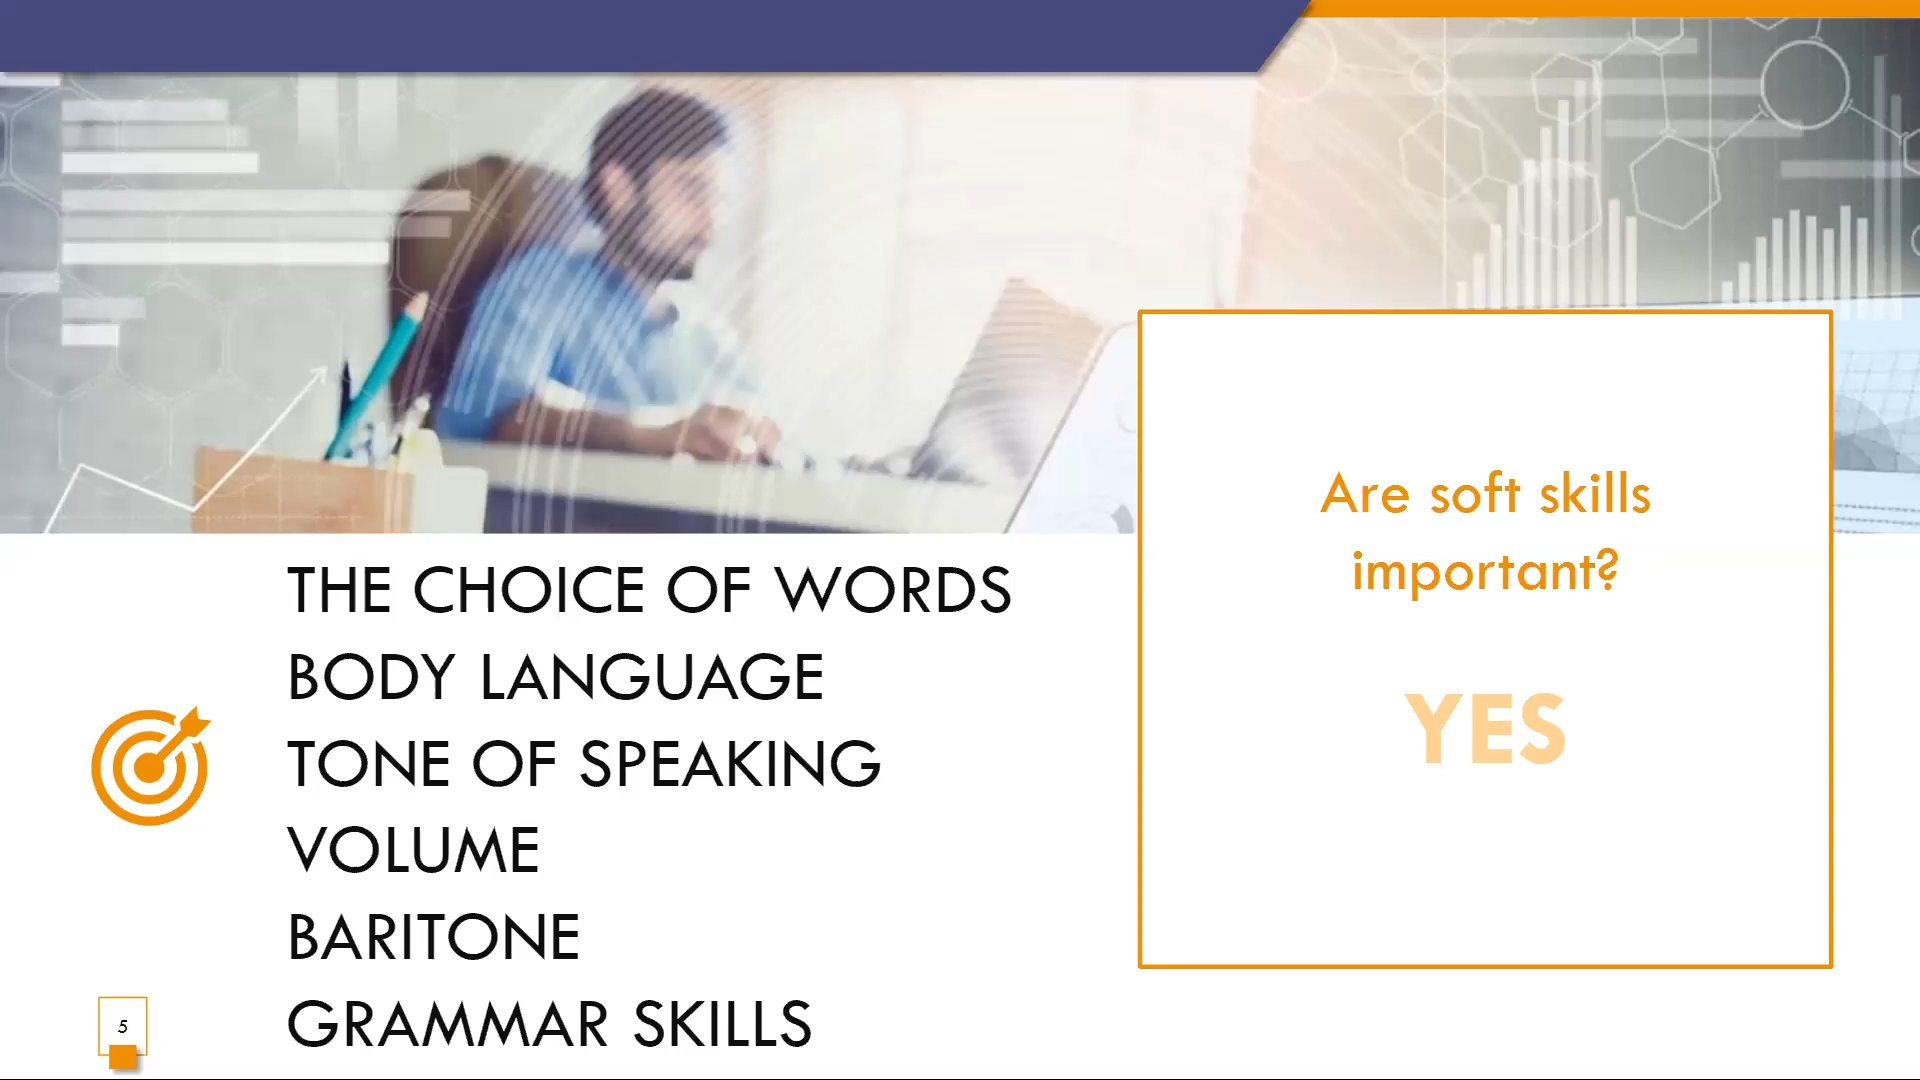 THE CHOICE OF WORDS
BODY LANGUAGE
TONE OF SPEAKING
VOLUME
BARITONE
GRAMMAR SKILLS
Are soft skills
important?
YES
5